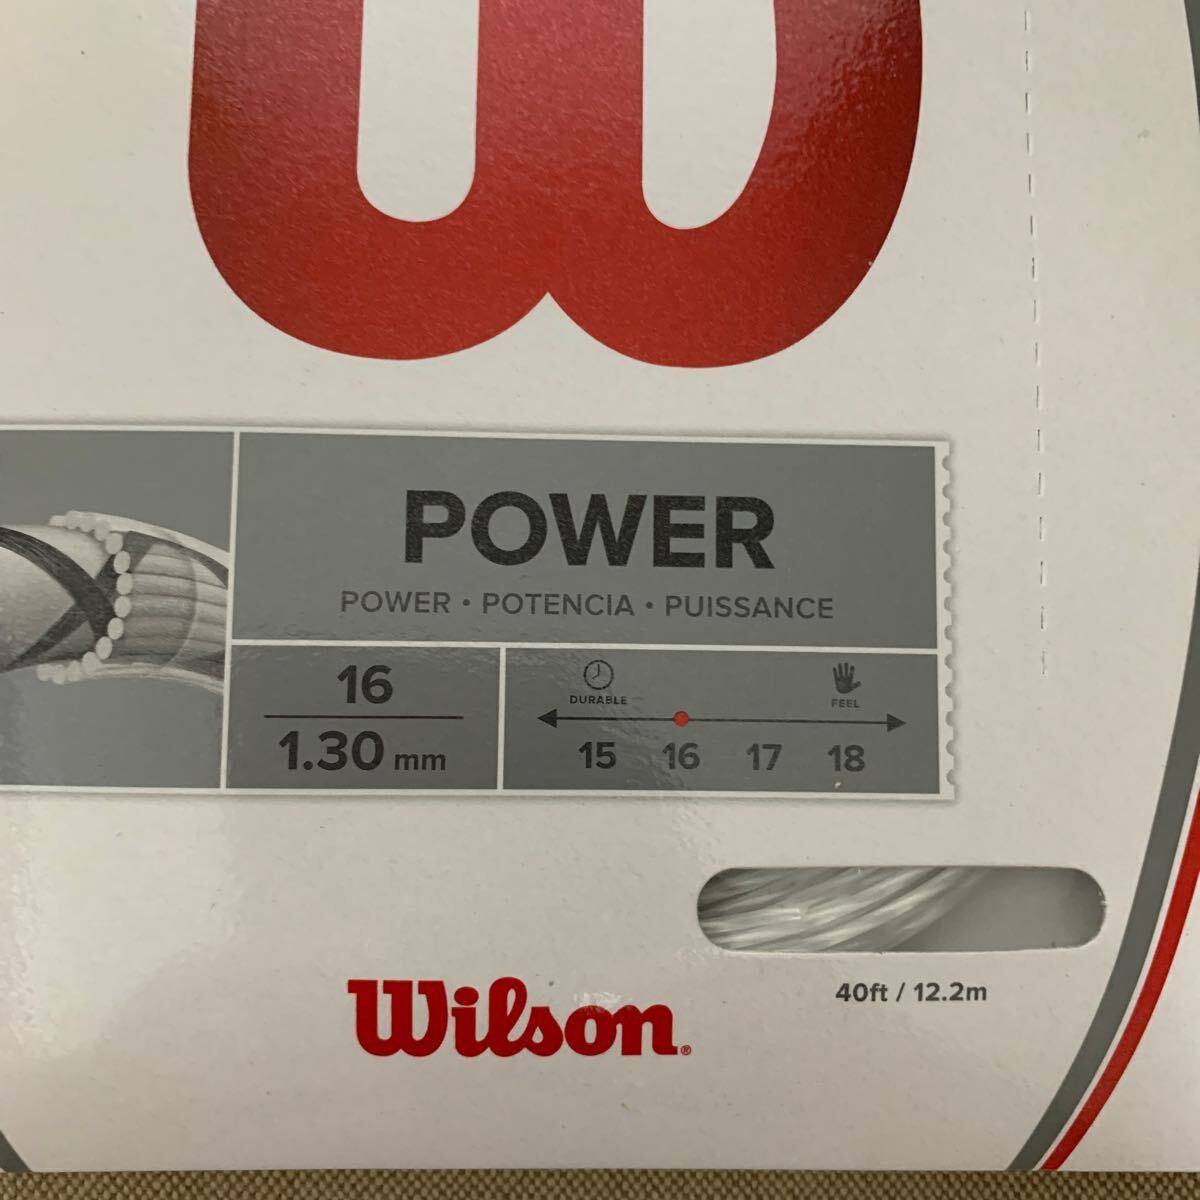 W
POWER
POWER • POTENCIA • PUISSANCE
16
1.30 mm
DURABLE FEEL
15 16 17 18
40ft / 12.2m
Wilson®